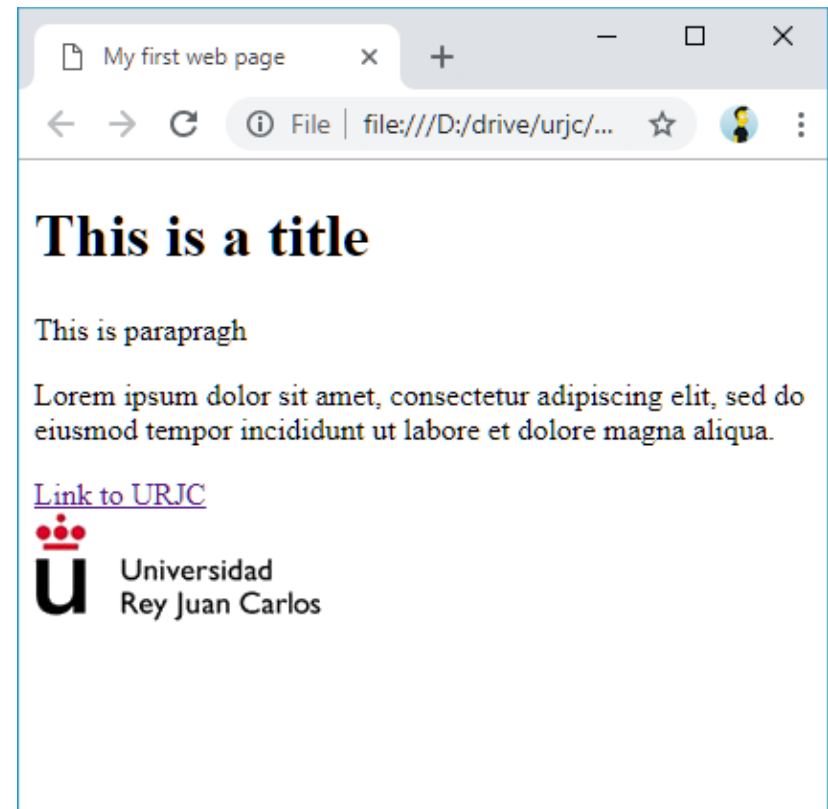 My first web page
File file:///D:/drive/urjc/...
This is a title
This is parapragh
Lorem ipsum dolor sit amet, consectetur adipiscing elit, sed do
eiusmod tempor incididunt ut labore et dolore magna aliqua.
Link to URJC
u Universidad
Rey Juan Carlos